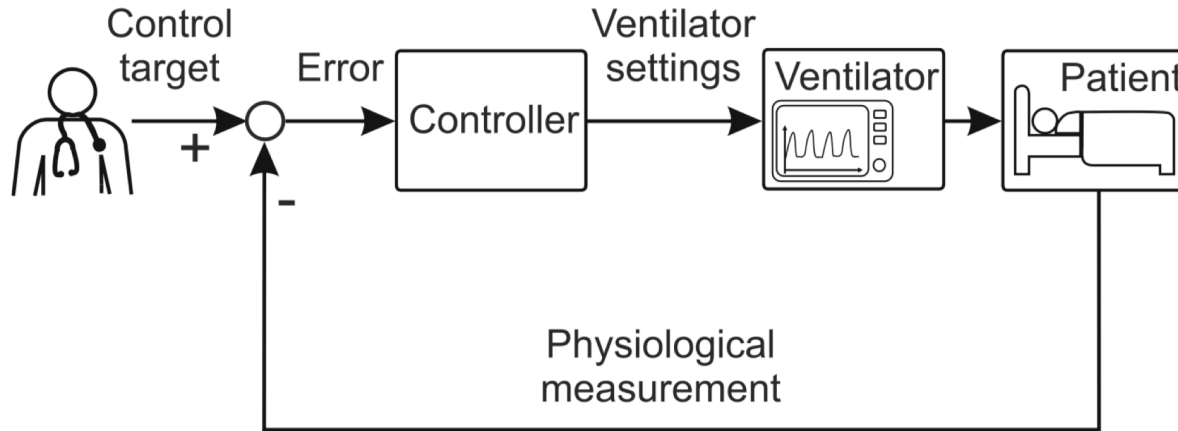 Control
target
+
Error
Controller
Ventilator
settings
Ventilator
Patient
-
Physiological
measurement